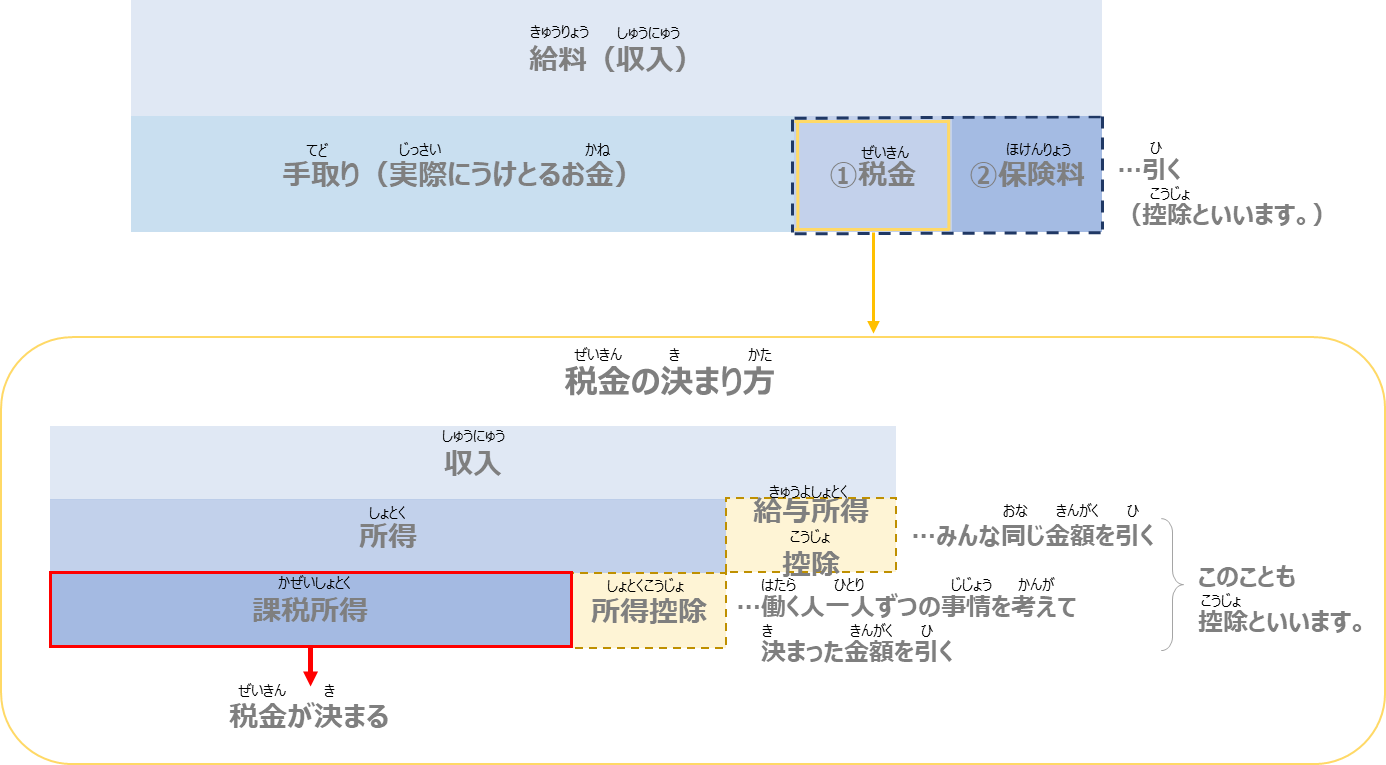 きゅうりょう しゅうにゅう
給料（収入）
てど じっさい かね
手取り（実際にうけとるお金）
ぜいきん
①税金
ほけんりょう
②保険料
ひ
…引く
こうじょ
（控除といいます。）
ぜいきん き かた
税金の決まり方
しゅうにゅう
収入
しょとく
所得
きゅうよしょとく
給与所得
こうじょ
控除
おな きんがく ひ
…みんな同じ金額を引く
かぜいしょとく
課税所得
しょとくこうじょ
所得控除
はたら ひとり じじょう かんが
…働く人一人ずつの事情を考えて
き きんがく ひ
決まった金額を引く
このことも
こうじょ
控除といいます。
ぜいきん き
税金が決まる